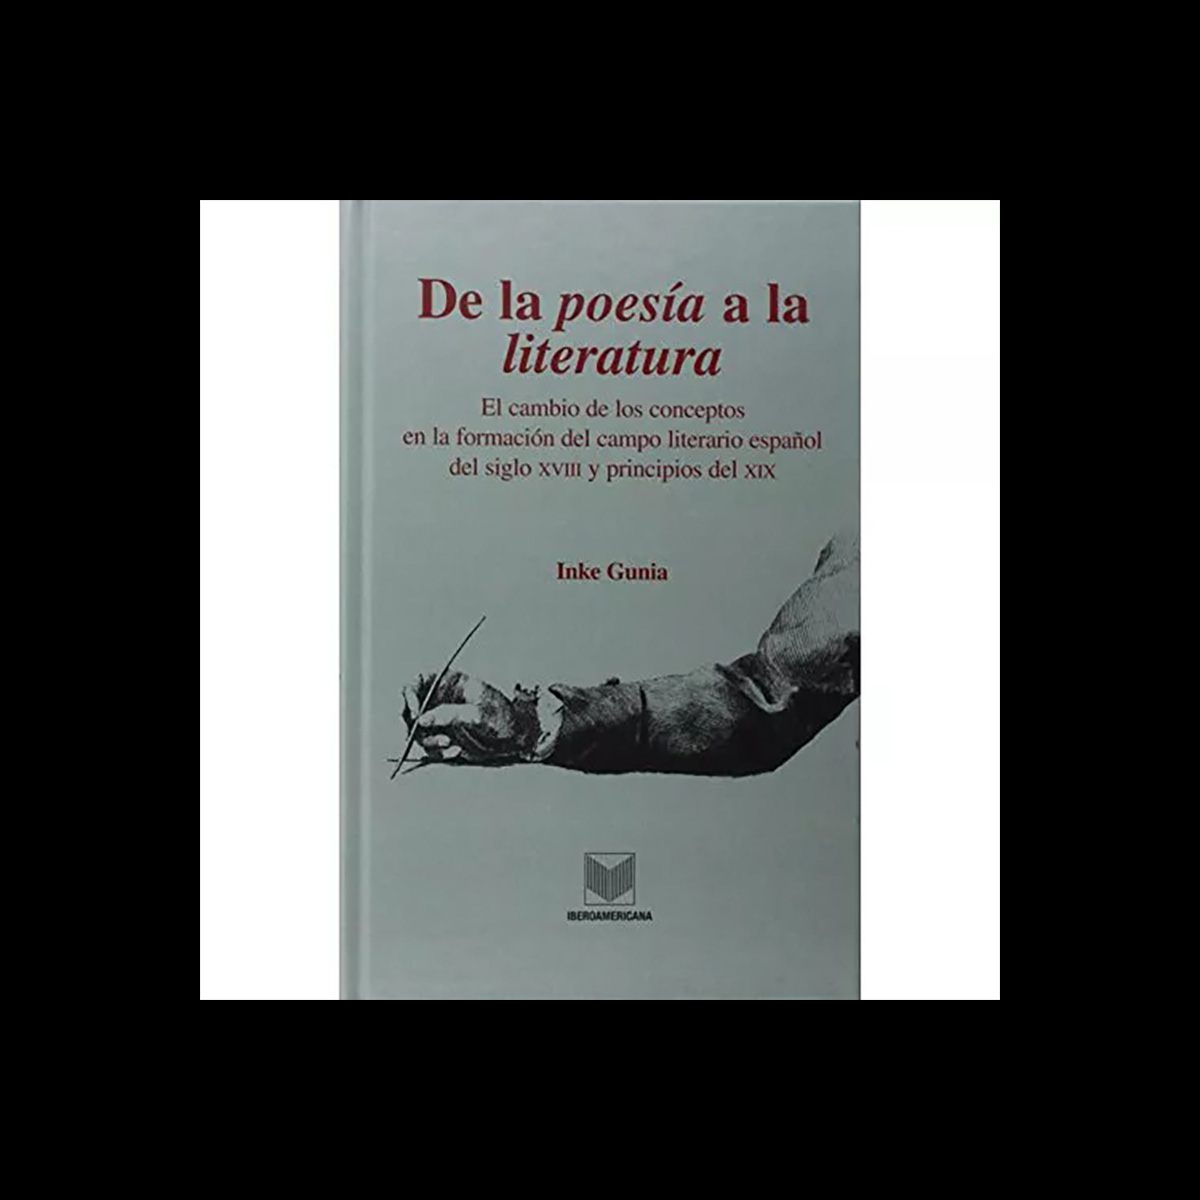 De la poesía a la
literatura
El cambio de los conceptos
en la formación del campo literario español
del siglo XVIII y principios del XIX
Inke Gunia
IBEROAMERICANA